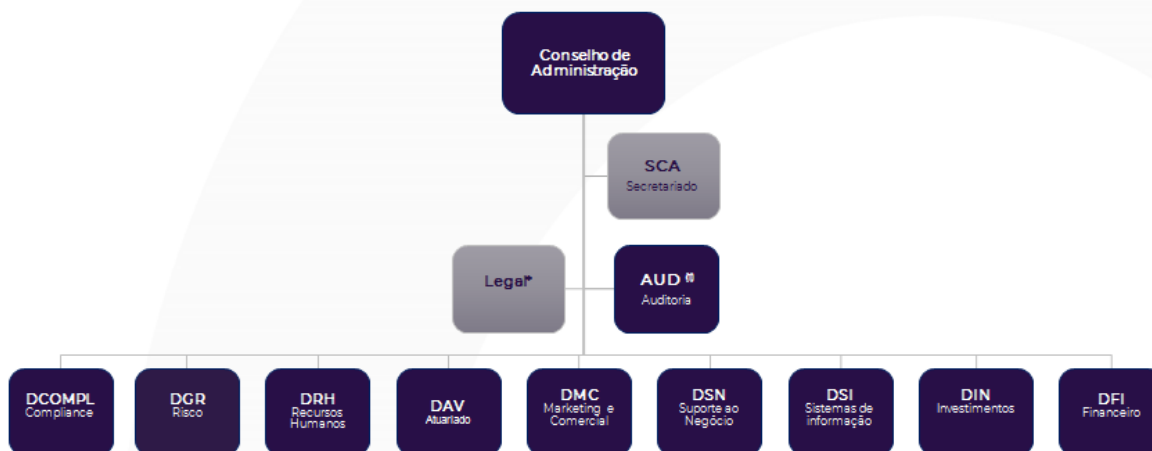 Conselho de
Administração
SCA
Secretariado
Legal*
AUD
Auditoria
DCOMPL
Compliance
DGR
Risco
DRH
Recursos
Humanos
DAV
Atuariado
DMC
Marketing e
Comercial
DSN
Suporte ao
Negócio
DSI
Sistemas de
informação
DIN
Investimentos
DFI
Financeiro